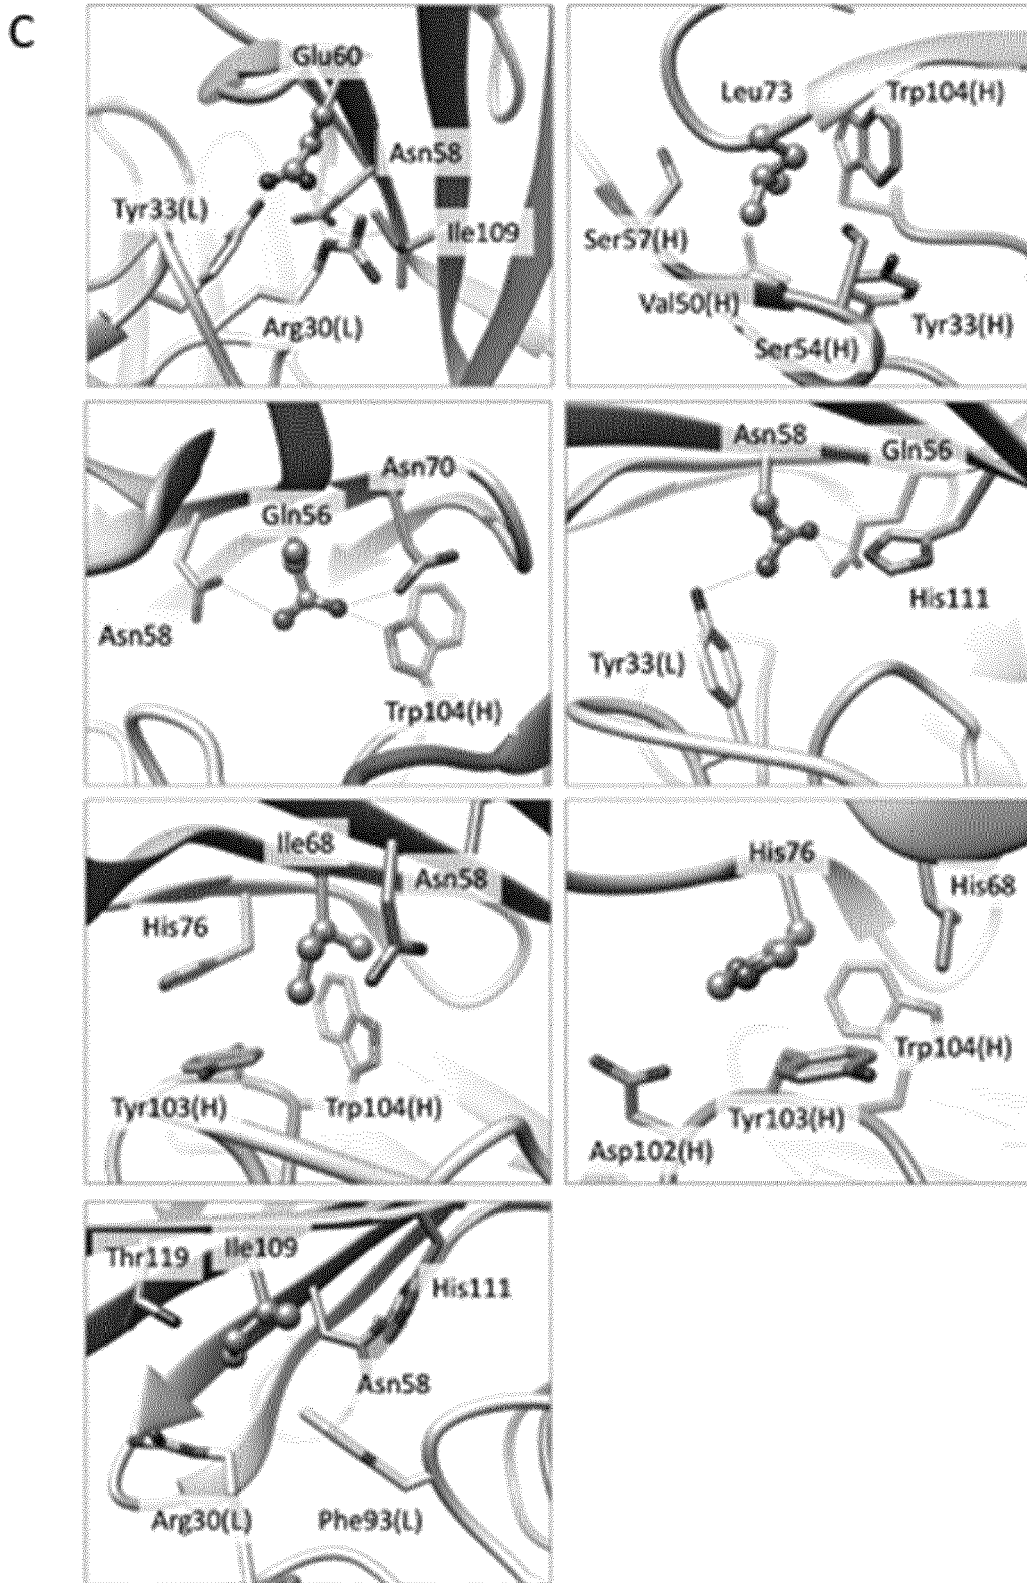 C
Glu60
Asn58
Tyr33(L)
Ile109
Arg30(L)
Leu73
Trp104(H)
Ser57(H)
Val50(H)
Tyr33(H)
Ser54(H)
Asn70
Gln56
Asn58
Trp104(H)
Asn58
Gln56
His111
Tyr33(L)
Ile68
Asn58
His76
Tyr103(H)
Trp104(H)
His76
His68
Trp104(H)
Tyr103(H)
Asp102(H)
Thr119
Ile109
His111
Asn58
Arg30(L)
Phe93(L)